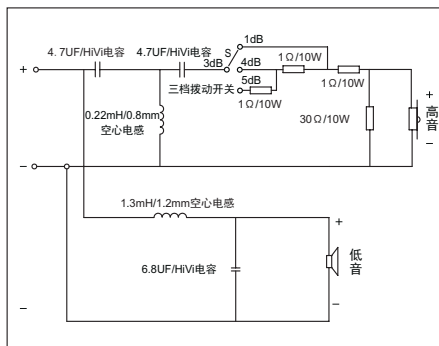 4.7UF/HiVi电容
4.7UF/HiVi电容
S
1dB
3dB
4dB
5dB
1Ω/10W
1Ω/10W
三档拨动开关
1Ω/10W
+
0.22mH/0.8mm
空心电感
30Ω/10W
+
高音
−
−
1.3mH/1.2mm空心电感
+
6.8UF/HiVi电容
低音
−
−